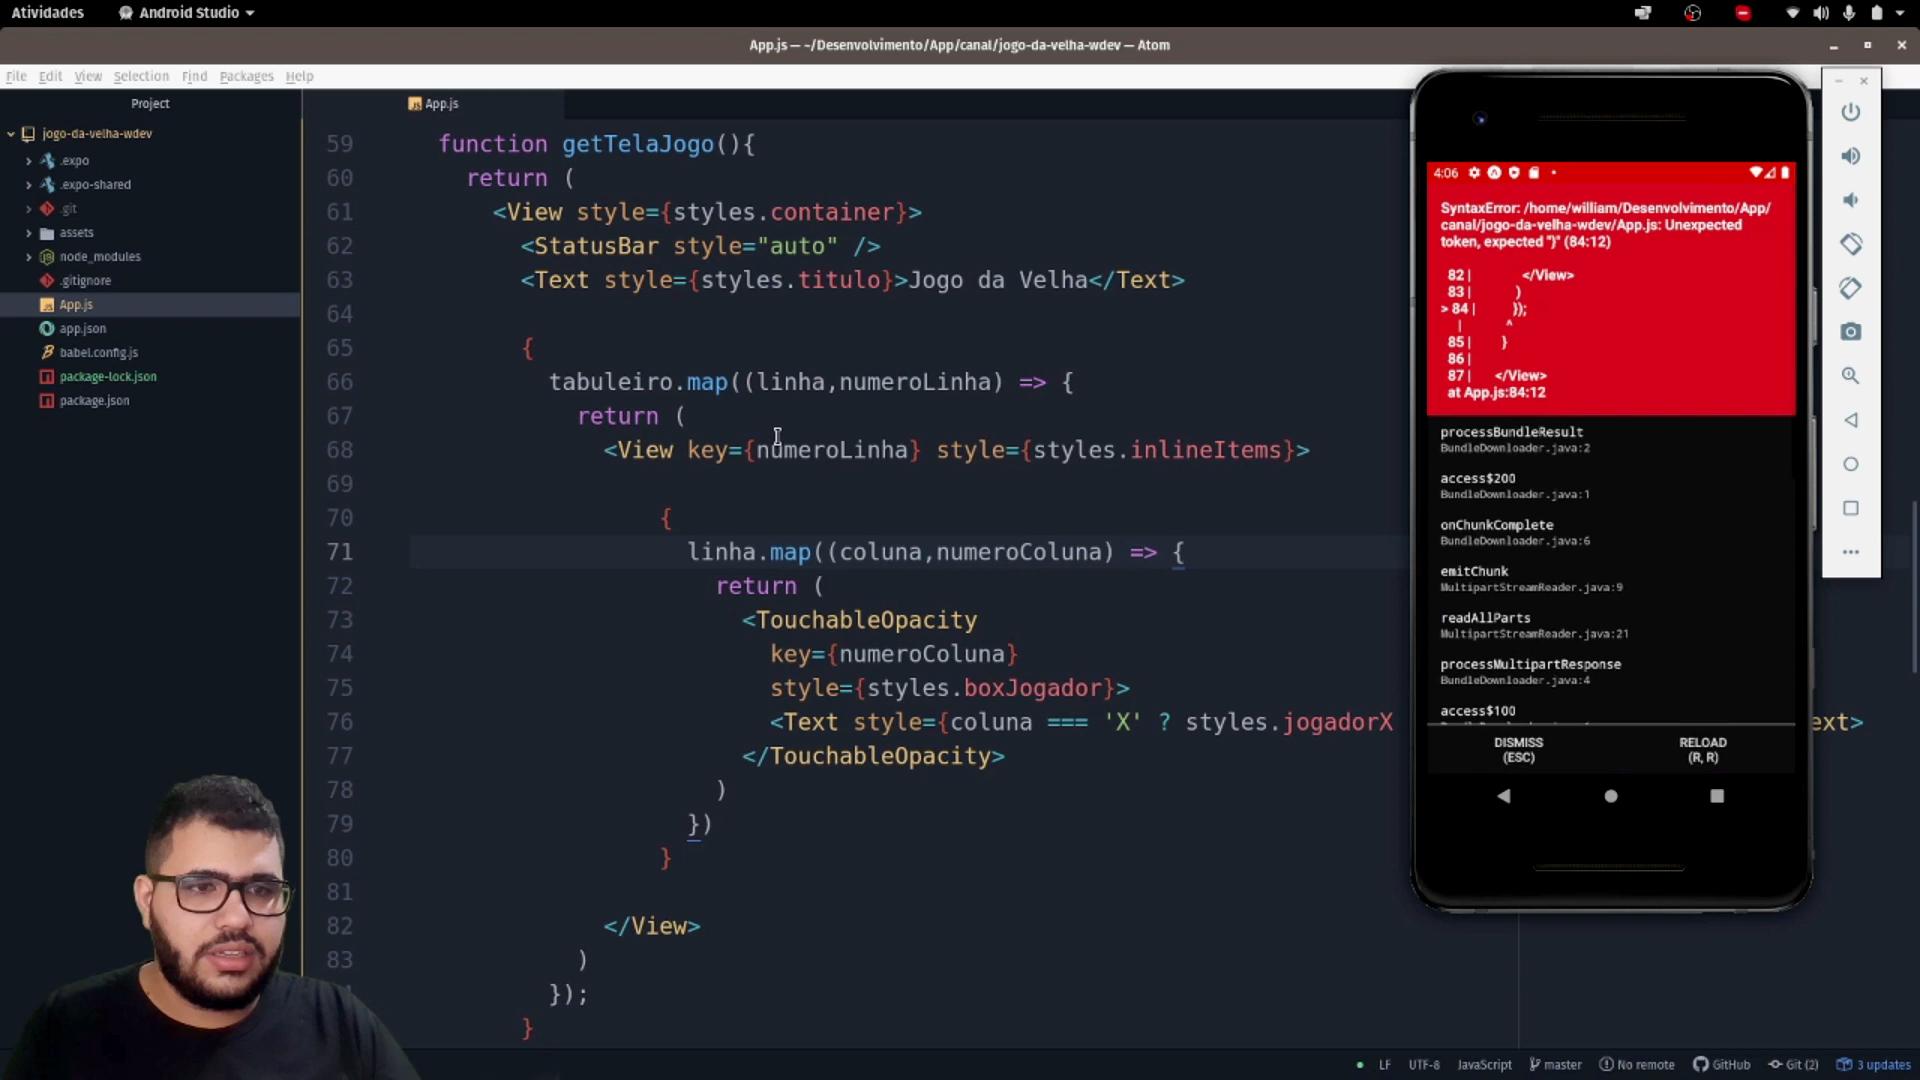 Atividades
Android Studio
App.js — ~/Desenvolvimento/App/canal/jogo-da-velha-wdev — Atom
File Edit View Selection Find Packages Help
Project
jogo-da-velha-wdev
.expo
.expo-shared
.git
assets
node_modules
.gitignore
App.js
app.json
babel.config.js
package-lock.json
package.json
App.js
59 function getTelaJogo(){
60 return (
61 <View style={styles.container}>
62 <StatusBar style="auto" />
63 <Text style={styles.titulo}>Jogo da Velha</Text>
64
65 {
66 tabuleiro.map((linha,numeroLinha) => {
67 return (
68 <View key={numeroLinha} style={styles.inlineItems}>
69
70 {
71 linha.map((coluna,numeroColuna) => {
72 return (
73 <TouchableOpacity
74 key={numeroColuna}
75 style={styles.boxJogador}>
76 <Text style={coluna === 'X' ? styles.jogadorX
ext>
77 </TouchableOpacity>
78 )
79 })
80 }
81
82 </View>
83 )
});
}
4:06
SyntaxError: /home/william/Desenvolvimento/App/
canal/jogo-da-velha-wdev/App.js: Unexpected
token, expected ")" (84:12)
82 | </View>
83 | )
> 84 | });
| ^
85 | }
86 |
87 | </View>
at App.js:84:12
processBundleResult
BundleDownloader.java:2
access$200
BundleDownloader.java:1
onChunkComplete
BundleDownloader.java:6
emitChunk
MultipartStreamReader.java:9
readAllParts
MultipartStreamReader.java:21
processMultipartResponse
BundleDownloader.java:4
access$100
DISMISS
(ESC)
RELOAD
(R, R)
LF UTF-8 JavaScript master No remote GitHub Git (2) 3 updates